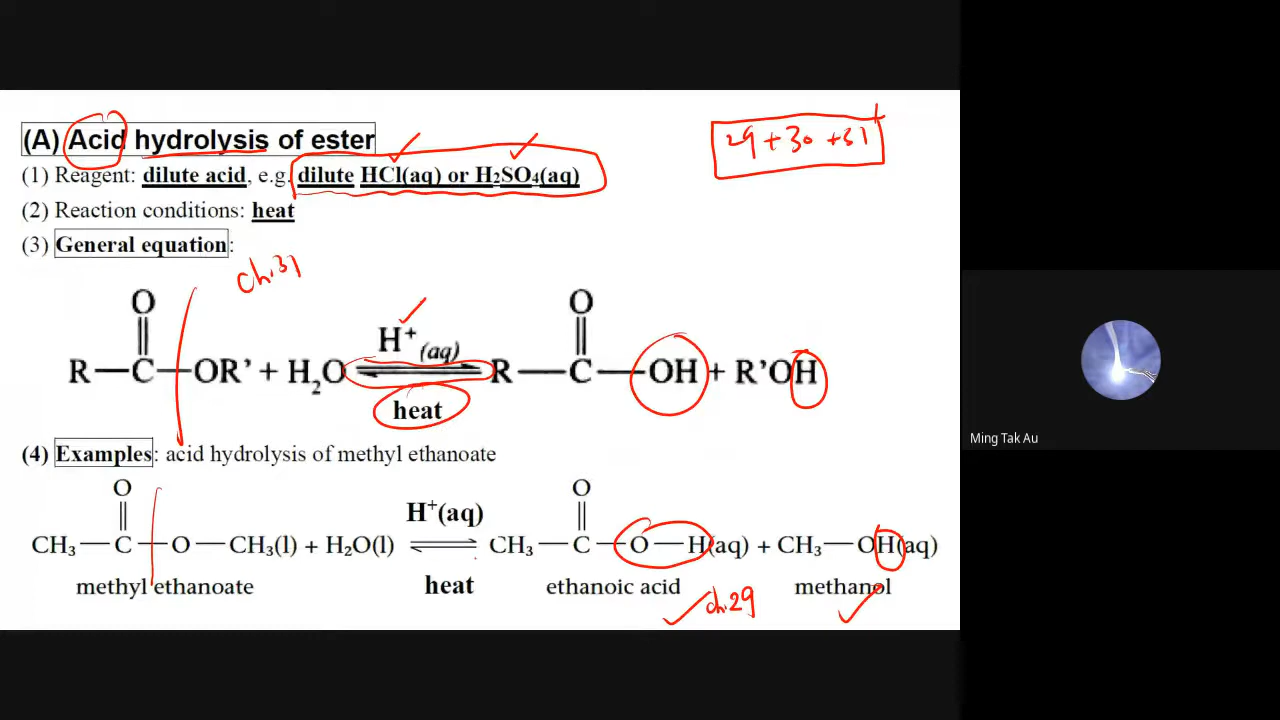 (A) Acid hydrolysis of ester
29 + 30 + 31
(1) Reagent: dilute acid, e.g. dilute HCl(aq) or H₂SO₄(aq)
(2) Reaction conditions: heat
(3) General equation:
ch.31
O O
H⁺(aq)
R—C—OR' + H₂O ⇌ R—C—OH + R'OH
heat
(4) Examples: acid hydrolysis of methyl ethanoate
O O
H⁺(aq)
CH₃—C—O—CH₃(l) + H₂O(l) ⇌ CH₃—C—O—H(aq) + CH₃—OH(aq)
methyl ethanoate heat ethanoic acid methanol
ch.29
Ming Tak Au